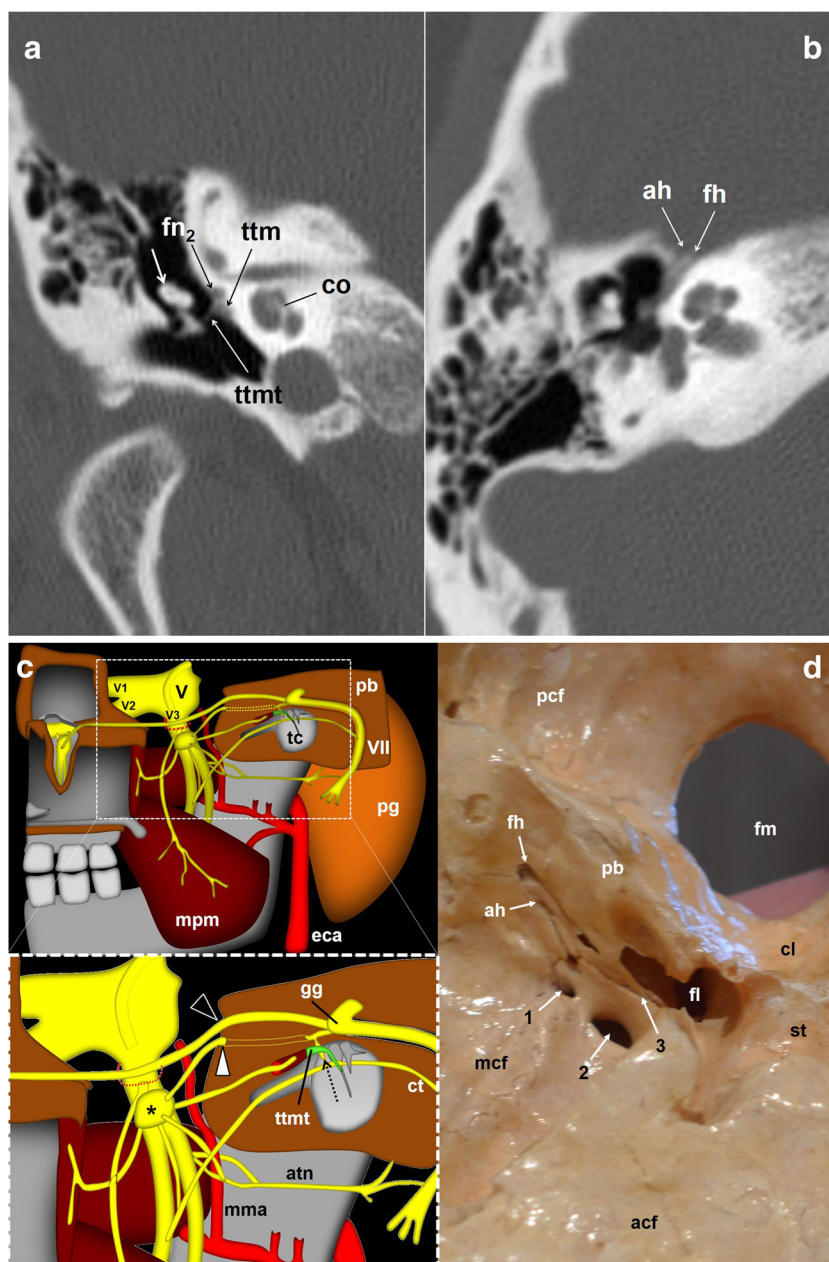 a
fn2
ttm
co
ttmt
b
ah
fh
c
V1
V2
V3
V
pb
tc
VII
pg
mpm
eca
gg
ttmt
ct
*
atn
mma
d
pcf
fh
pb
fm
ah
cl
fl
1
2
3
st
mcf
acf